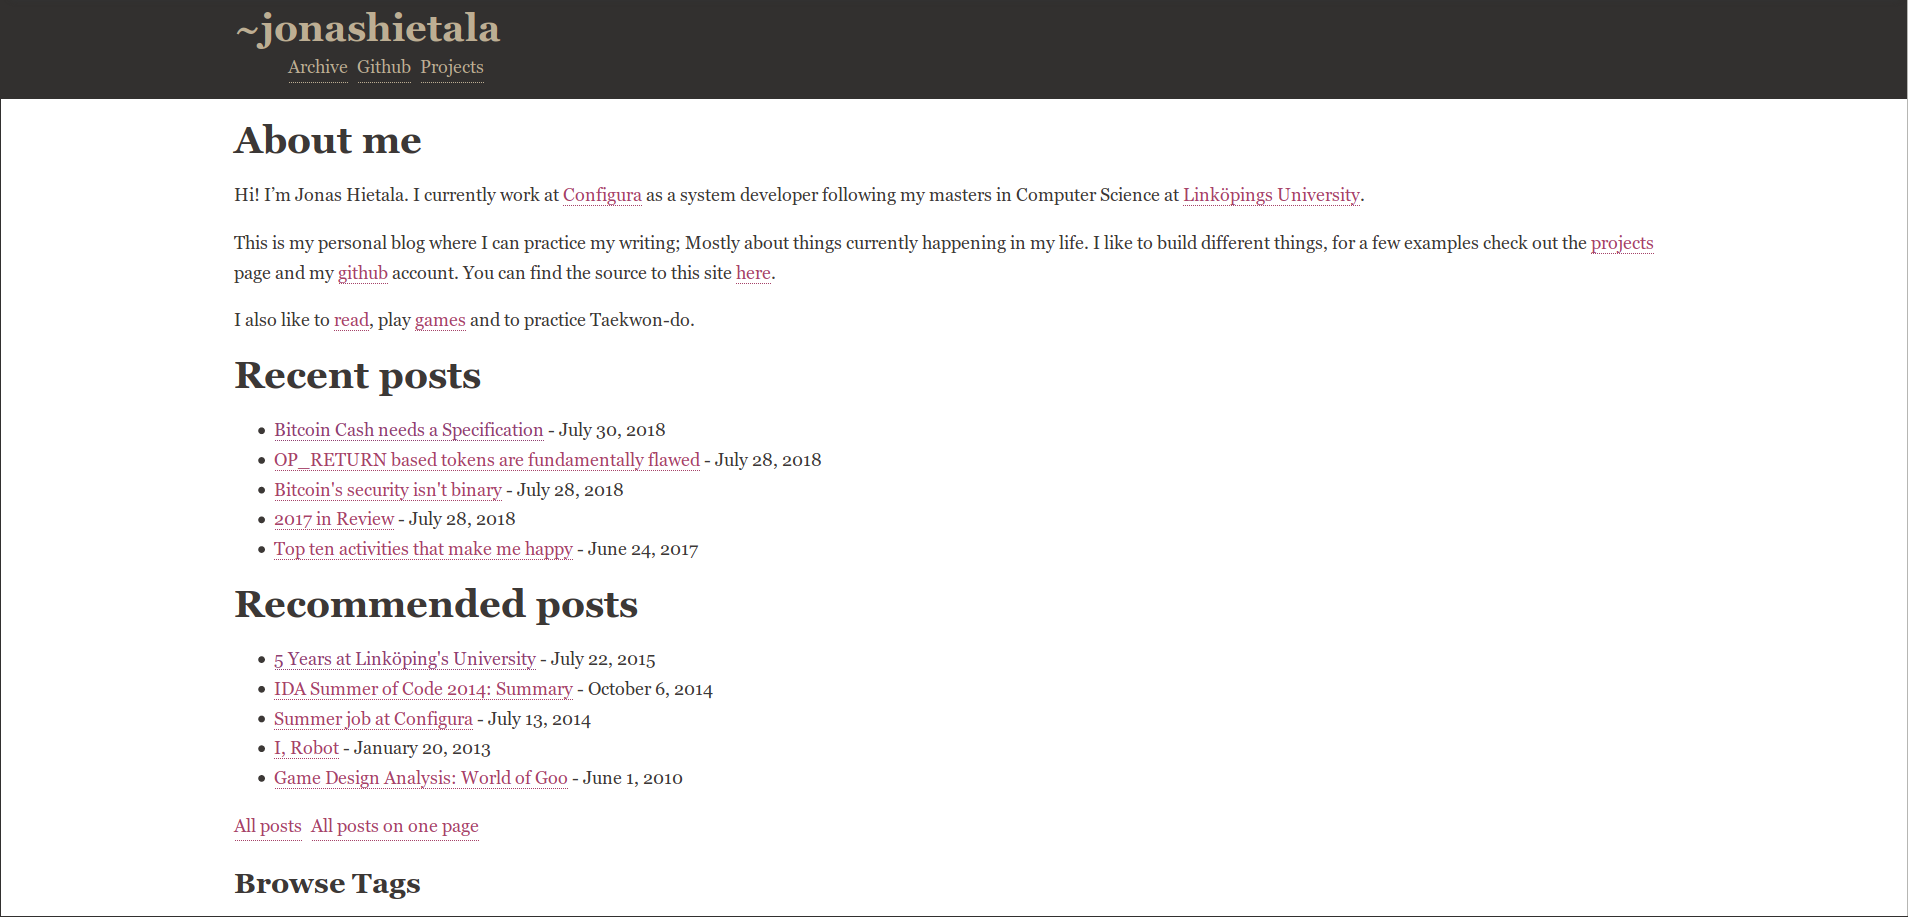 ~jonashietala
Archive Github Projects
About me
Hi! I’m Jonas Hietala. I currently work at Configura as a system developer following my masters in Computer Science at Linköpings University.
This is my personal blog where I can practice my writing; Mostly about things currently happening in my life. I like to build different things, for a few examples check out the projects
page and my github account. You can find the source to this site here.
I also like to read, play games and to practice Taekwon-do.
Recent posts
• Bitcoin Cash needs a Specification - July 30, 2018
• OP_RETURN based tokens are fundamentally flawed - July 28, 2018
• Bitcoin's security isn't binary - July 28, 2018
• 2017 in Review - July 28, 2018
• Top ten activities that make me happy - June 24, 2017
Recommended posts
• 5 Years at Linköping's University - July 22, 2015
• IDA Summer of Code 2014: Summary - October 6, 2014
• Summer job at Configura - July 13, 2014
• I, Robot - January 20, 2013
• Game Design Analysis: World of Goo - June 1, 2010
All posts All posts on one page
Browse Tags